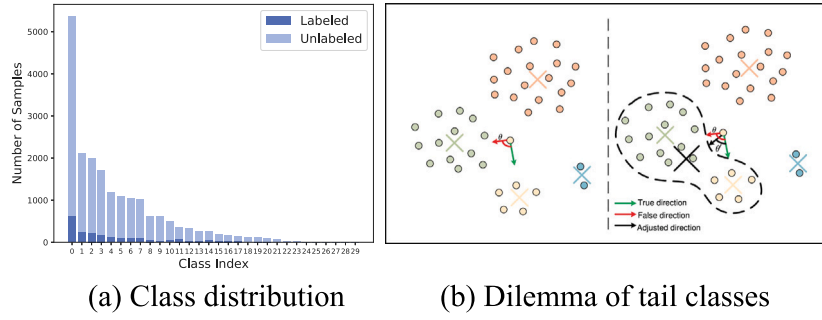 Labeled
Unlabeled
Number of Samples
5000
4000
3000
2000
1000
0
0 1 2 3 4 5 6 7 8 9 10 11 12 13 14 15 16 17 18 19 20 21 22 23 24 25 26 27 28 29
Class Index
(a) Class distribution
θ
θ
θ'
True direction
False direction
Adjusted direction
(b) Dilemma of tail classes